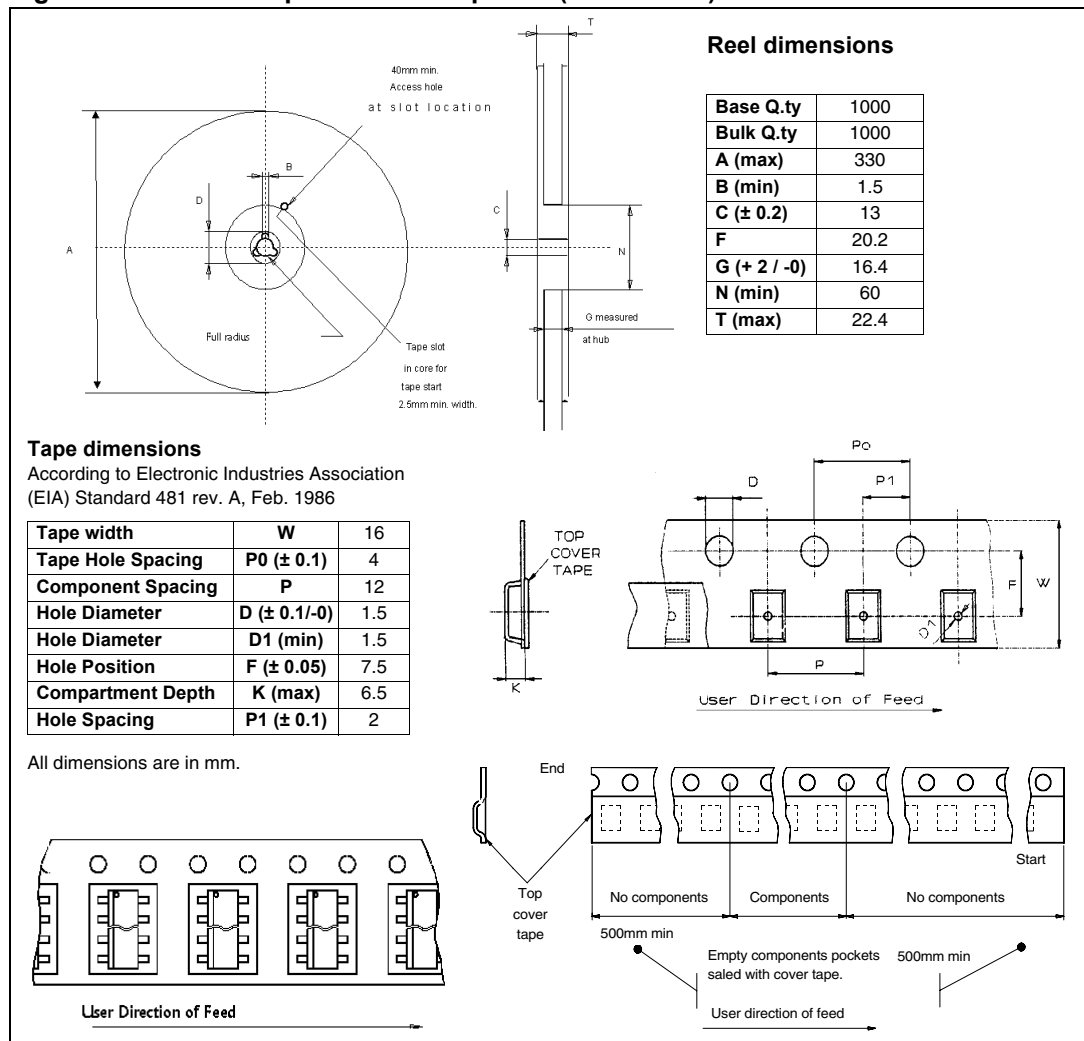 T
Reel dimensions
40mm min.
Access hole
at slot location
Base Q.ty 1000
Bulk Q.ty 1000
A (max) 330
B (min) 1.5
C (± 0.2) 13
F 20.2
G (+ 2 / -0) 16.4
N (min) 60
T (max) 22.4
B
D
C
A
N
G measured
at hub
Full radius
Tape slot
in core for
tape start
2.5mm min. width.
Tape dimensions
According to Electronic Industries Association
(EIA) Standard 481 rev. A, Feb. 1986
Tape width W 16
Tape Hole Spacing P0 (± 0.1) 4
Component Spacing P 12
Hole Diameter D (± 0.1/-0) 1.5
Hole Diameter D1 (min) 1.5
Hole Position F (± 0.05) 7.5
Compartment Depth K (max) 6.5
Hole Spacing P1 (± 0.1) 2
All dimensions are in mm.
Po
D
P1
TOP
COVER
TAPE
F
W
D1
P
K
User Direction of Feed
End
Start
Top
cover
tape
No components
Components
No components
500mm min
Empty components pockets
saled with cover tape.
500mm min
User direction of feed
User Direction of Feed